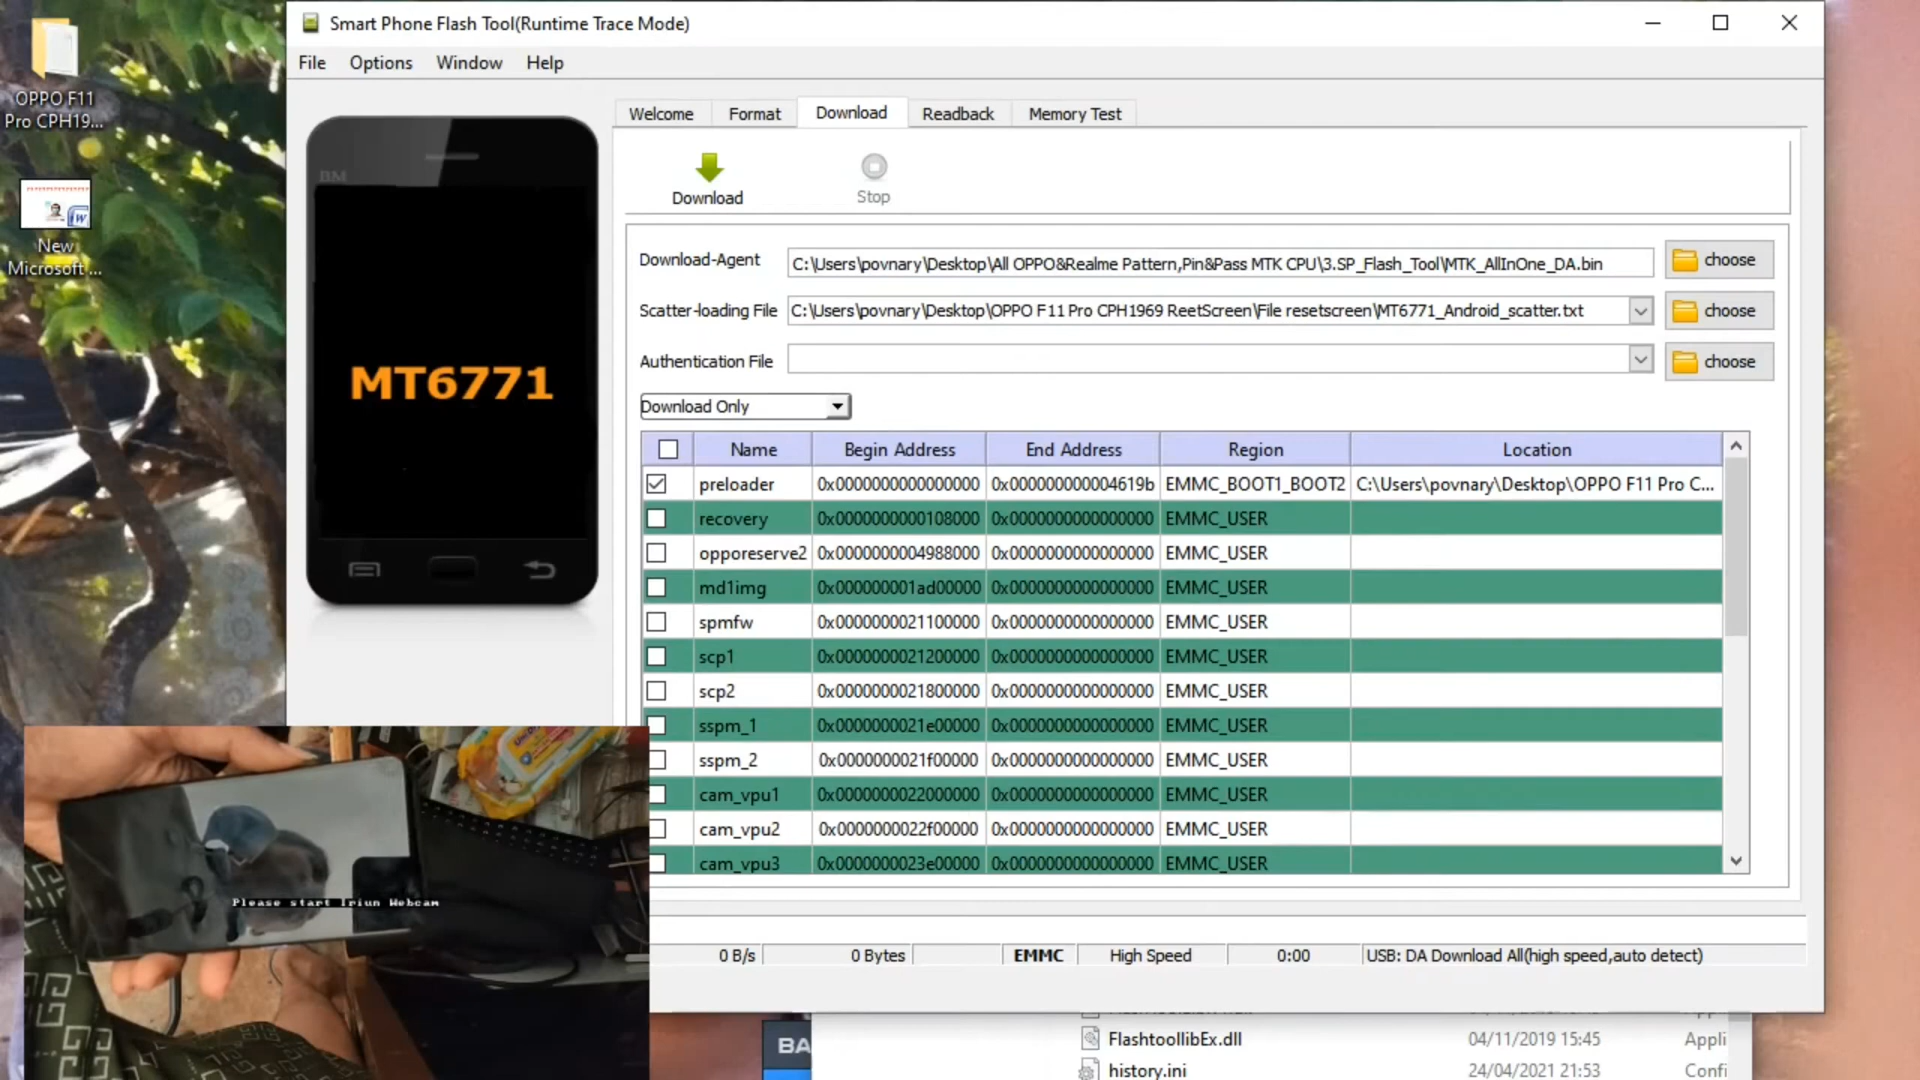 OPPO F11
Pro CPH19...
New
Microsoft ...
Smart Phone Flash Tool(Runtime Trace Mode)
File Options Window Help
BM
MT6771
Welcome Format Download Readback Memory Test
Download Stop
Download-Agent C:\Users\povnary\Desktop\All OPPO&Realme Pattern,Pin&Pass MTK CPU\3.SP_Flash_Tool\MTK_AllInOne_DA.bin choose
Scatter-loading File C:\Users\povnary\Desktop\OPPO F11 Pro CPH1969 ReetScreen\File resetscreen\MT6771_Android_scatter.txt choose
Authentication File choose
Download Only
Name Begin Address End Address Region Location
preloader 0x0000000000000000 0x000000000004619b EMMC_BOOT1_BOOT2 C:\Users\povnary\Desktop\OPPO F11 Pro C...
recovery 0x0000000000108000 0x0000000000000000 EMMC_USER
opporeserve2 0x0000000004988000 0x0000000000000000 EMMC_USER
md1img 0x000000001ad00000 0x0000000000000000 EMMC_USER
spmfw 0x0000000021100000 0x0000000000000000 EMMC_USER
scp1 0x0000000021200000 0x0000000000000000 EMMC_USER
scp2 0x0000000021800000 0x0000000000000000 EMMC_USER
sspm_1 0x0000000021e00000 0x0000000000000000 EMMC_USER
sspm_2 0x0000000021f00000 0x0000000000000000 EMMC_USER
cam_vpu1 0x0000000022000000 0x0000000000000000 EMMC_USER
cam_vpu2 0x0000000022f00000 0x0000000000000000 EMMC_USER
cam_vpu3 0x0000000023e00000 0x0000000000000000 EMMC_USER
Please start Iriun Webcam
0 B/s 0 Bytes EMMC High Speed 0:00 USB: DA Download All(high speed,auto detect)
BA
FlashtoollibEx.dll 04/11/2019 15:45 Appli
history.ini 24/04/2021 21:53 Confi